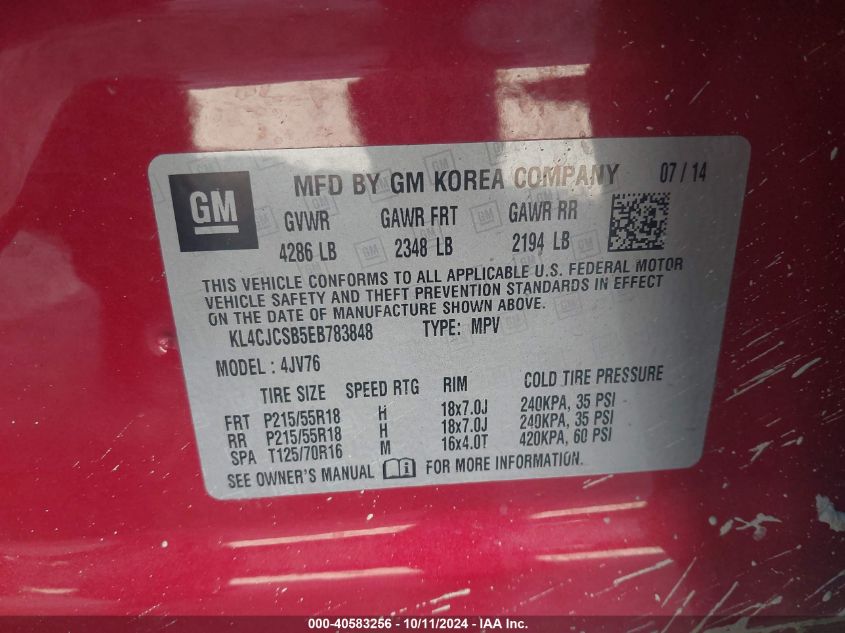 GM
MFD BY GM KOREA COMPANY 07 / 14
GVWR GAWR FRT GAWR RR
4286 LB 2348 LB 2194 LB
THIS VEHICLE CONFORMS TO ALL APPLICABLE U.S. FEDERAL MOTOR
VEHICLE SAFETY AND THEFT PREVENTION STANDARDS IN EFFECT
ON THE DATE OF MANUFACTURE SHOWN ABOVE.
KL4CJCSB5EB783848 TYPE: MPV
MODEL : 4JV76
TIRE SIZE SPEED RTG RIM COLD TIRE PRESSURE
FRT P215/55R18 H 18x7.0J 240KPA, 35 PSI
RR P215/55R18 H 18x7.0J 240KPA, 35 PSI
SPA T125/70R16 M 16x4.0T 420KPA, 60 PSI
SEE OWNER'S MANUAL FOR MORE INFORMATION.
000-40583256 - 10/11/2024 - IAA Inc.